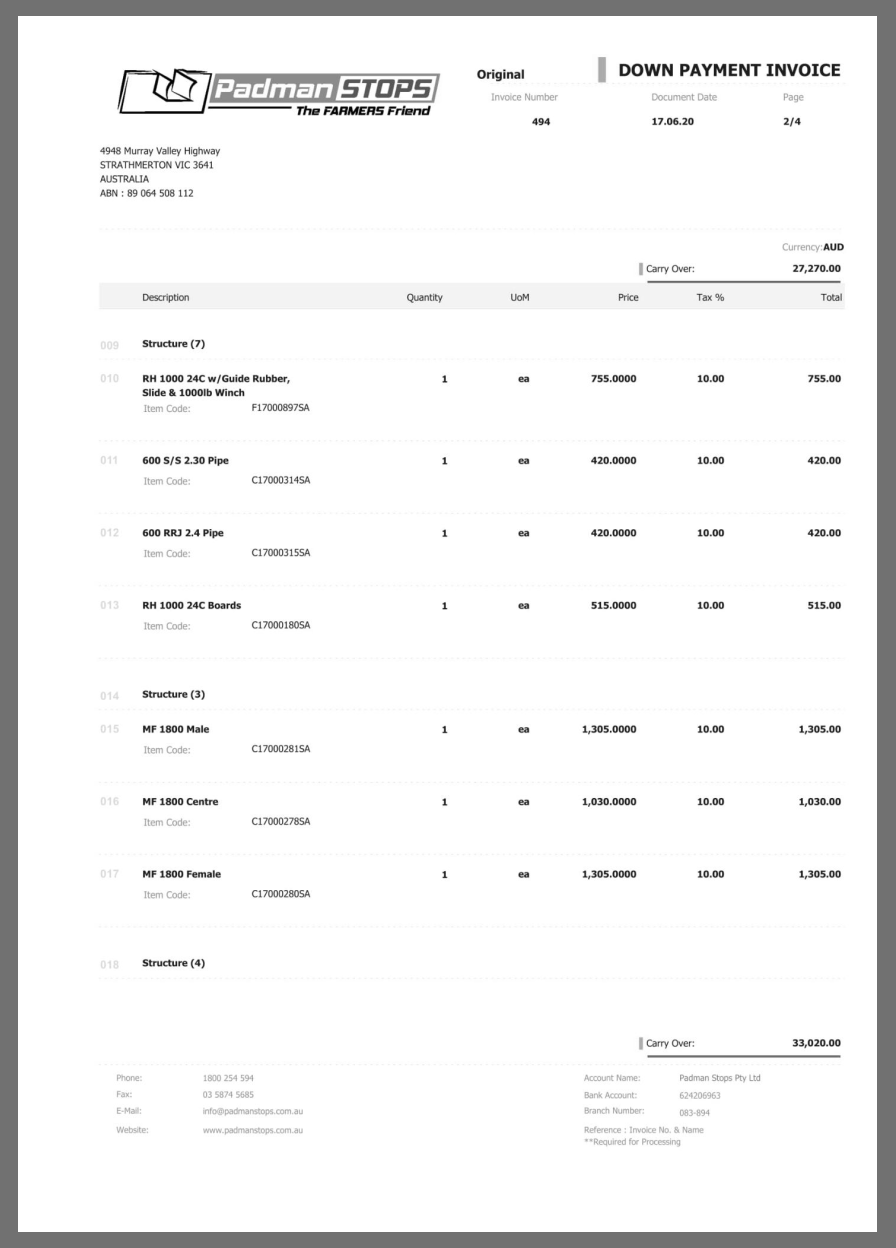 Padman STOPS
The FARMERS Friend
Original
DOWN PAYMENT INVOICE
Invoice Number Document Date Page
494 17.06.20 2/4
4948 Murray Valley Highway
STRATHMERTON VIC 3641
AUSTRALIA
ABN : 89 064 508 112
Currency:AUD
Carry Over: 27,270.00
Description Quantity UoM Price Tax % Total
009 Structure (7)
010 RH 1000 24C w/Guide Rubber, 1 ea 755.0000 10.00 755.00
Slide & 1000lb Winch
Item Code: F17000897SA
011 600 S/S 2.30 Pipe 1 ea 420.0000 10.00 420.00
Item Code: C17000314SA
012 600 RRJ 2.4 Pipe 1 ea 420.0000 10.00 420.00
Item Code: C17000315SA
013 RH 1000 24C Boards 1 ea 515.0000 10.00 515.00
Item Code: C17000180SA
014 Structure (3)
015 MF 1800 Male 1 ea 1,305.0000 10.00 1,305.00
Item Code: C17000281SA
016 MF 1800 Centre 1 ea 1,030.0000 10.00 1,030.00
Item Code: C17000278SA
017 MF 1800 Female 1 ea 1,305.0000 10.00 1,305.00
Item Code: C17000280SA
018 Structure (4)
Carry Over: 33,020.00
Phone: 1800 254 594 Account Name: Padman Stops Pty Ltd
Fax: 03 5874 5685 Bank Account: 624206963
E-Mail: info@padmanstops.com.au Branch Number: 083-894
Website: www.padmanstops.com.au Reference : Invoice No. & Name
**Required for Processing